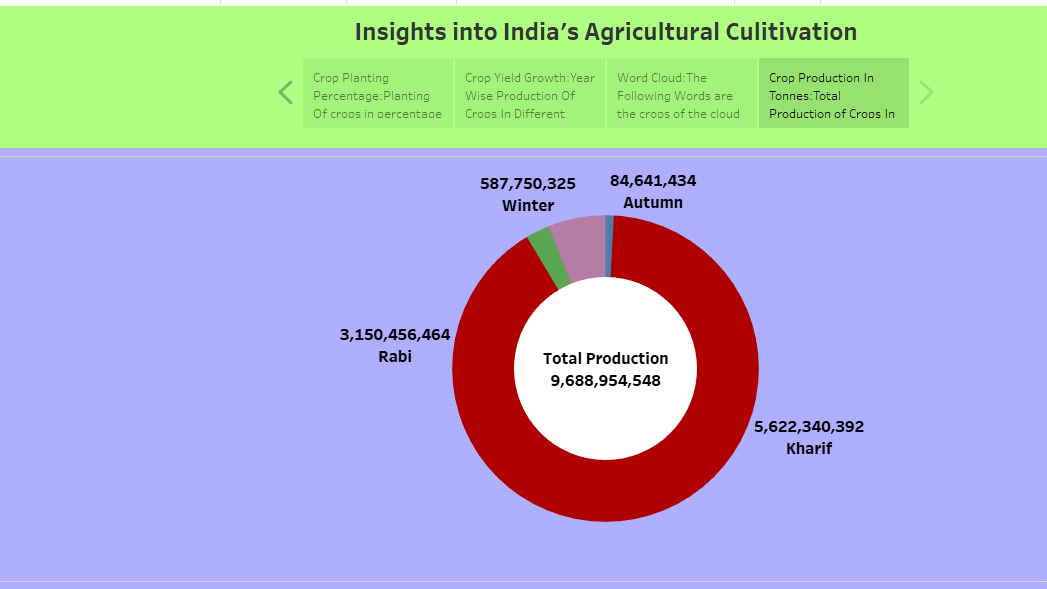 Insights into India's Agricultural Culitivation
Crop Planting
Percentage:Planting
Of crops in percentage
Crop Yield Growth:Year
Wise Production Of
Crops In Different
Word Cloud:The
Following Words are
the crops of the cloud
Crop Production In
Tonnes:Total
Production of Crops In
587,750,325
Winter
84,641,434
Autumn
3,150,456,464
Rabi
Total Production
9,688,954,548
5,622,340,392
Kharif